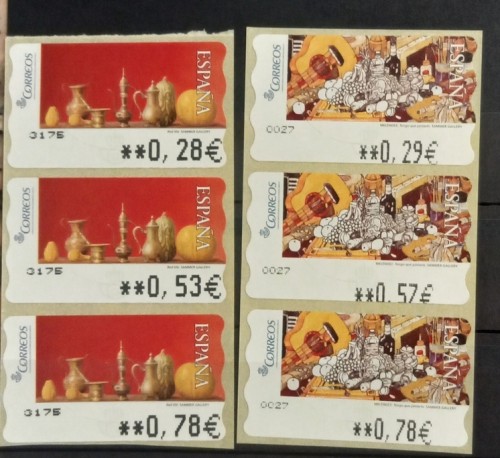 CORREOS
ESPAÑA
0175
**0,28€
CORREOS
ESPAÑA
0175
**0,53€
CORREOS
ESPAÑA
0175
**0,78€
CORREOS
ESPAÑA
0027
**0,29€
CORREOS
ESPAÑA
0027
**0,57€
CORREOS
ESPAÑA
0027
**0,78€